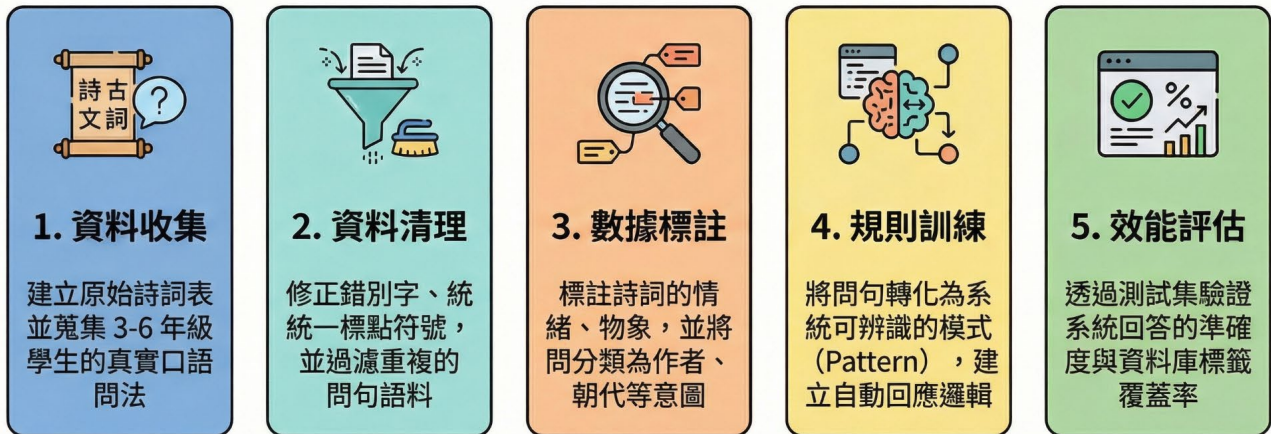 詩古
文詞
?
1. 資料收集
建立原始詩詞表
並蒐集 3-6 年級
學生的真實口語
問法
2. 資料清理
修正錯別字、統
統一標點符號，
並過濾重複的
問句語料
3. 數據標註
標註詩詞的情
緒、物象，並將
問分類為作者、
朝代等意圖
4. 規則訓練
將問句轉化為系
統可辨識的模式
（Pattern），建
立自動回應邏輯
%
5. 效能評估
透過測試集驗證
系統回答的準確
度與資料庫標籤
覆蓋率